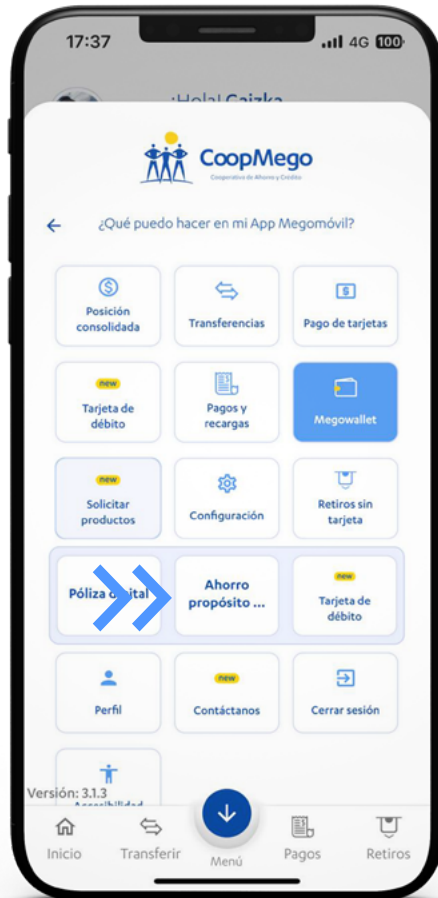 17:37
4G 100
¡Hola! Gaizka
CoopMego
Cooperativa de Ahorro y Crédito
¿Qué puedo hacer en mi App Megomóvil?
Posición
consolidada
Transferencias
Pago de tarjetas
new
Tarjeta de
débito
Pagos y
recargas
Megowallet
new
Solicitar
productos
Configuración
Retiros sin
tarjeta
Póliza digital
Ahorro
propósito ...
new
Tarjeta de
débito
Perfil
new
Contáctanos
Cerrar sesión
Accesibilidad
Versión: 3.1.3
Inicio
Transferir
Menú
Pagos
Retiros